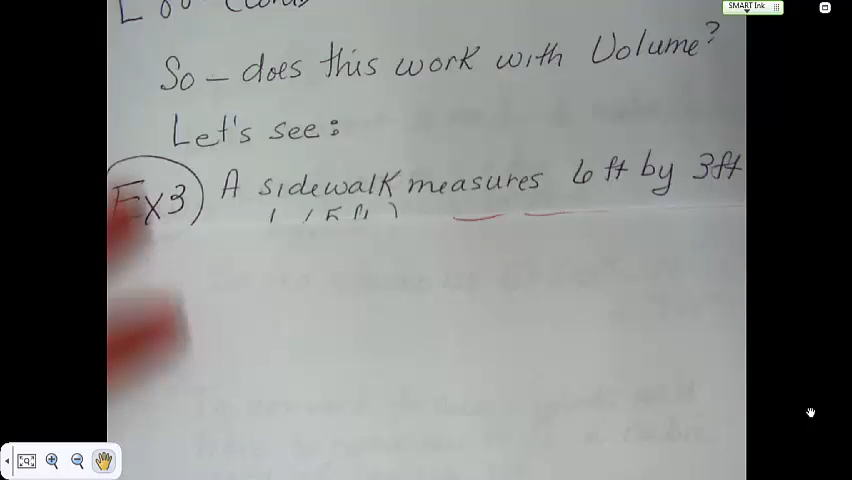 So – does this work with Volume?
Let's see:
Ex3 A sidewalk measures 6 ft by 3ft
SMART Ink